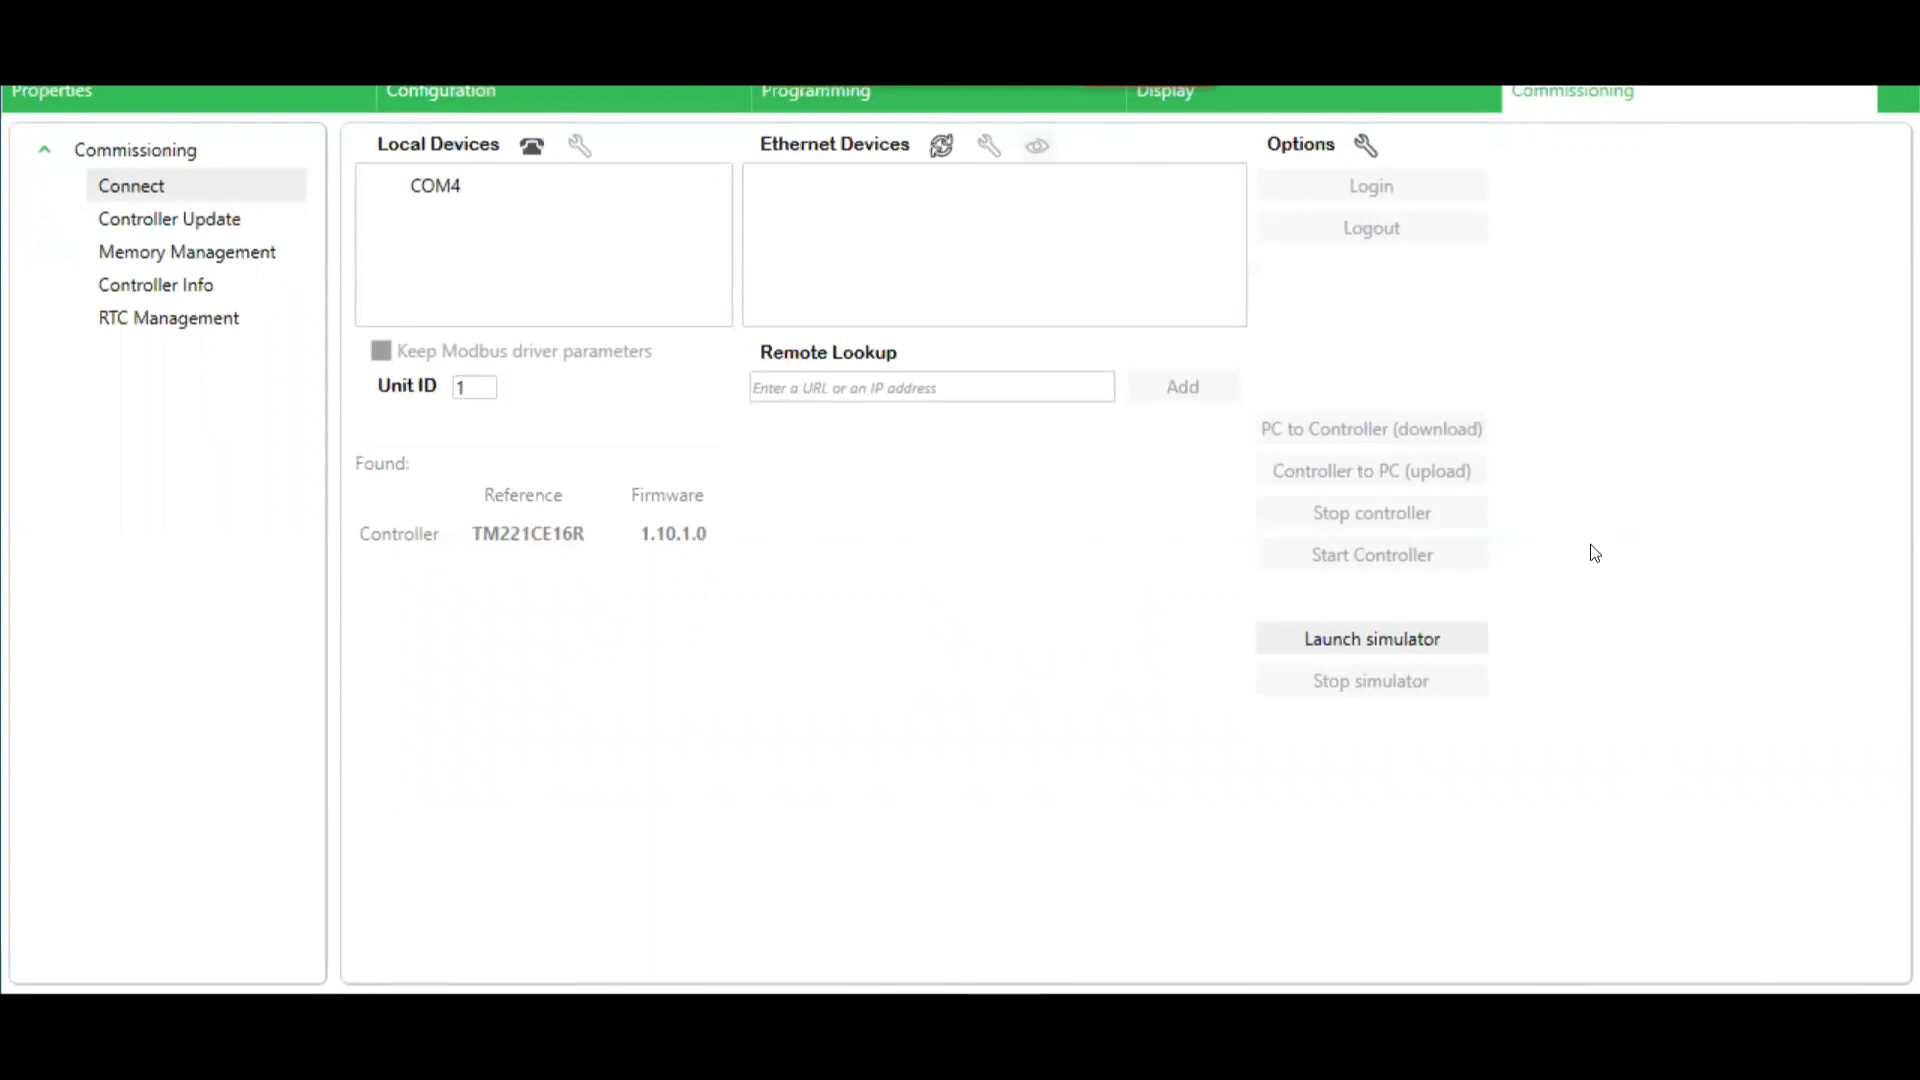 Properties
Configuration
Programming
Display
Commissioning
Commissioning
Connect
Controller Update
Memory Management
Controller Info
RTC Management
Local Devices
COM4
Keep Modbus driver parameters
Unit ID 1
Found:
Reference Firmware
Controller TM221CE16R 1.10.1.0
Ethernet Devices
Remote Lookup
Enter a URL or an IP address
Add
Options
Login
Logout
PC to Controller (download)
Controller to PC (upload)
Stop controller
Start Controller
Launch simulator
Stop simulator